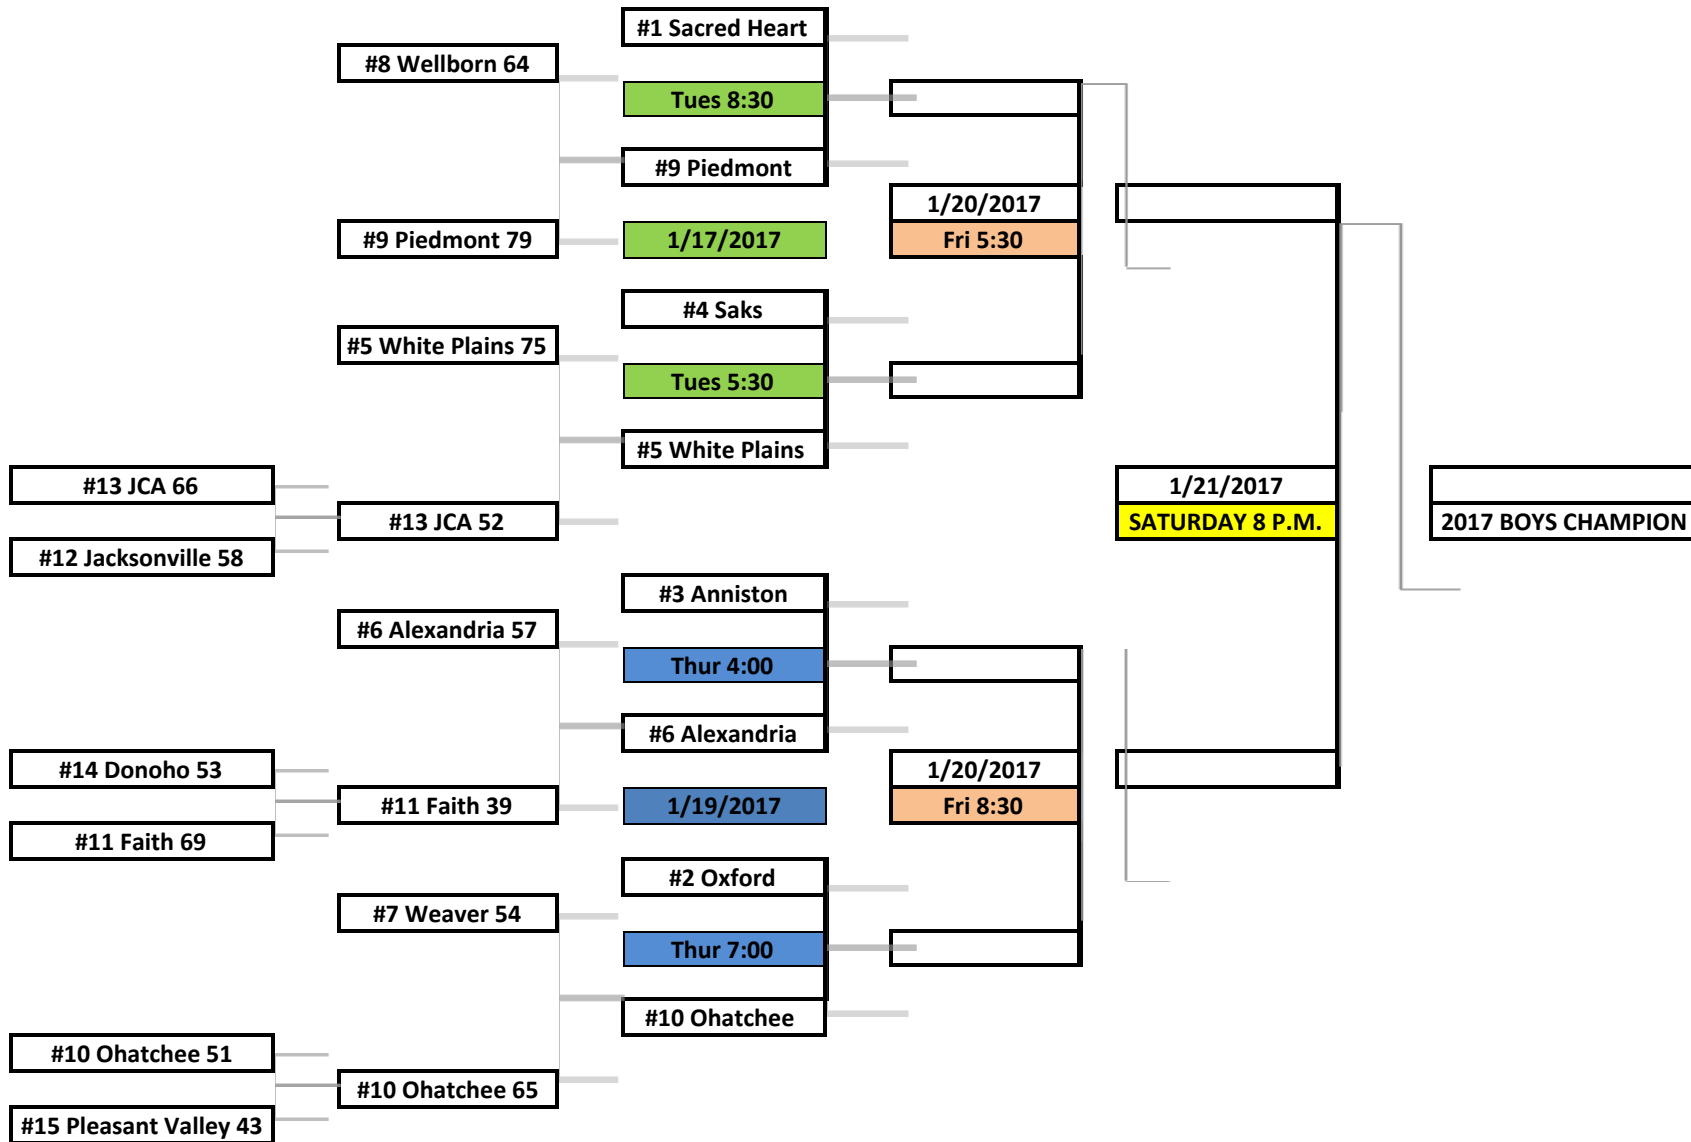 #13 JCA 66
#12 Jacksonville 58
#14 Donoho 53
#11 Faith 69
#10 Ohatchee 51
#15 Pleasant Valley 43
#8 Wellborn 64
#9 Piedmont 79
#5 White Plains 75
#13 JCA 52
#6 Alexandria 57
#11 Faith 39
#7 Weaver 54
#10 Ohatchee 65
#1 Sacred Heart
Tues 8:30
#9 Piedmont
1/17/2017
#4 Saks
Tues 5:30
#5 White Plains
#3 Anniston
Thur 4:00
#6 Alexandria
1/19/2017
#2 Oxford
Thur 7:00
#10 Ohatchee
1/20/2017
Fri 5:30
1/20/2017
Fri 8:30
1/21/2017
SATURDAY 8 P.M.
2017 BOYS CHAMPION